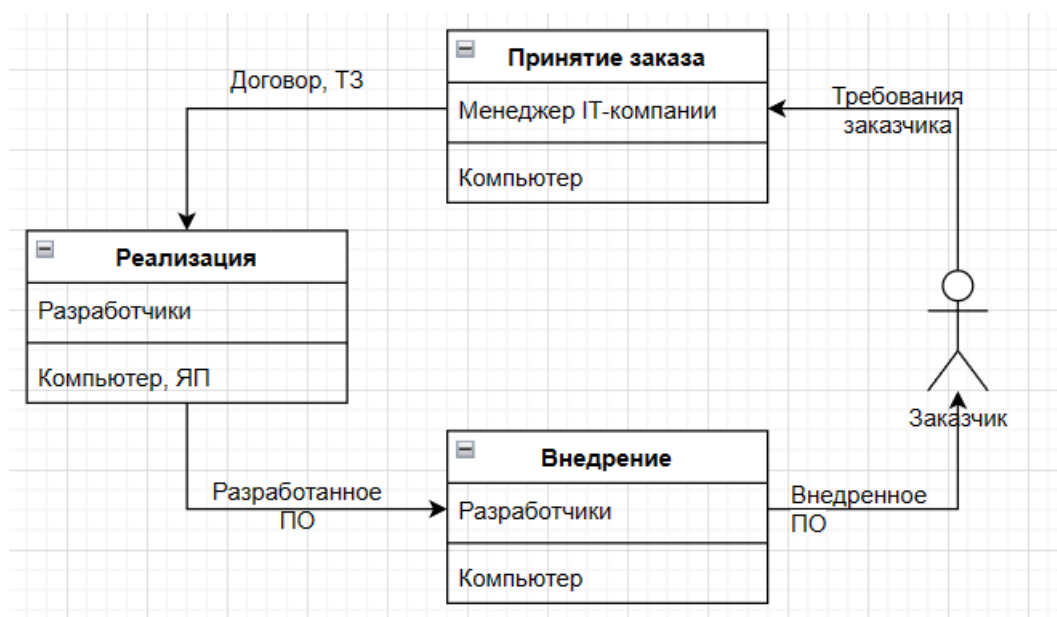 Принятие заказа
Менеджер IT-компании
Компьютер
Договор, ТЗ
Требования
заказчика
Реализация
Разработчики
Компьютер, ЯП
Заказчик
Разработанное
ПО
Внедрение
Разработчики
Компьютер
Внедренное
ПО